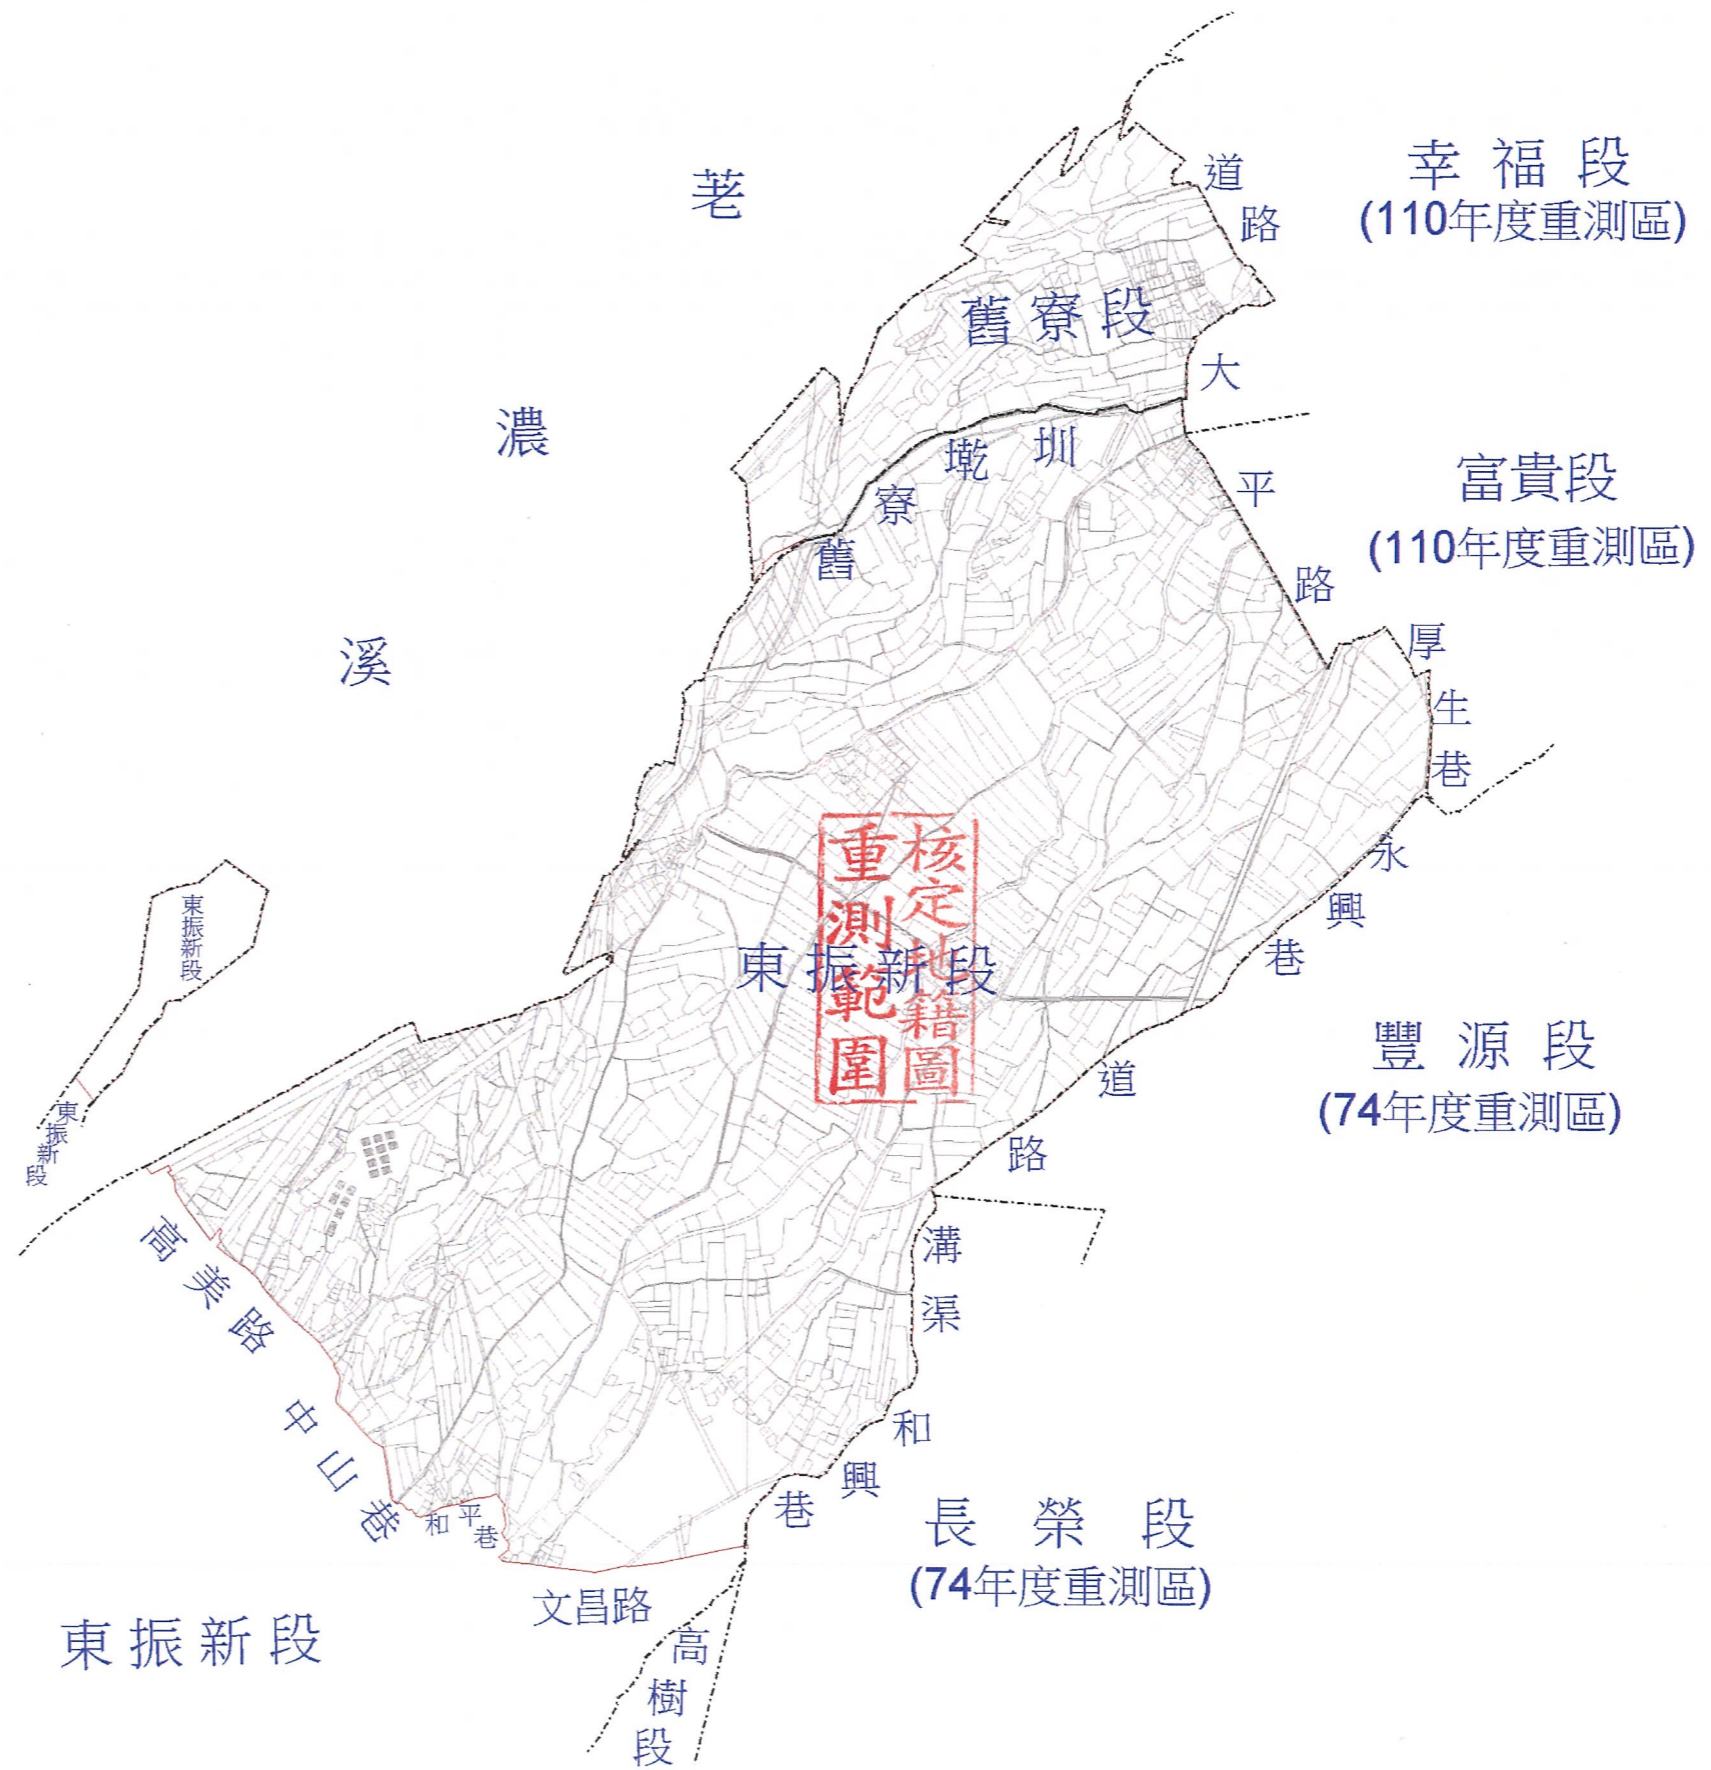 幸福段
(110年度重測區)
道路
荖濃溪
舊寮段
大平路
舊寮墘圳
富貴段
(110年度重測區)
厚生巷
永興巷
東振新段
東振新段
東振新段
核定地籍圖
重測範圍
道路
豐源段
(74年度重測區)
溝渠
高美路
中山巷
和平巷
和興巷
長榮段
(74年度重測區)
文昌路
東振新段
高樹段